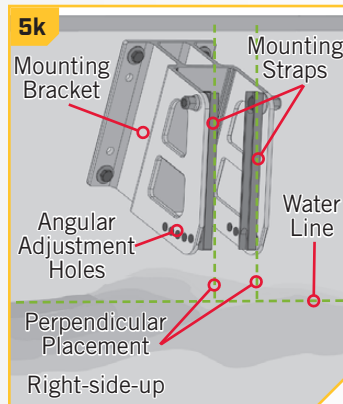 5k
Mounting
Bracket
Mounting
Straps
Angular
Adjustment
Holes
Water
Line
Perpendicular
Placement
Right-side-up